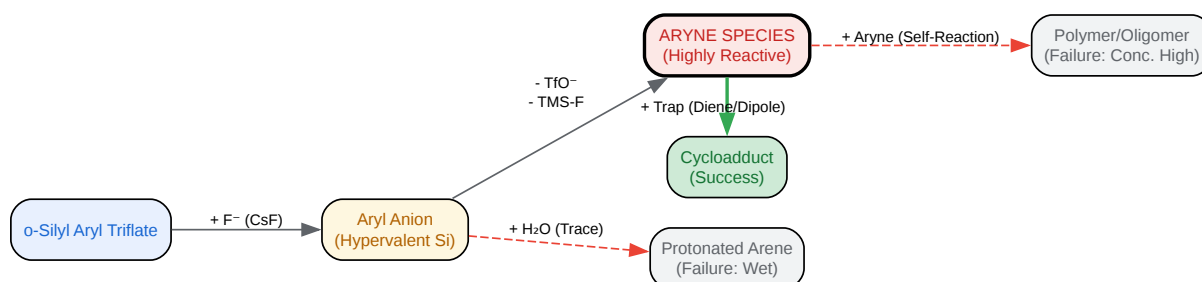 ARYNE SPECIES
(Highly Reactive)
+ Aryne (Self-Reaction)
Polymer/Oligomer
(Failure: Conc. High)
- TfO⁻
- TMS-F
+ Trap (Diene/Dipole)
Cycloadduct
(Success)
o-Silyl Aryl Triflate
+ F⁻ (CsF)
Aryl Anion
(Hypervalent Si)
+ H₂O (Trace)
Protonated Arene
(Failure: Wet)